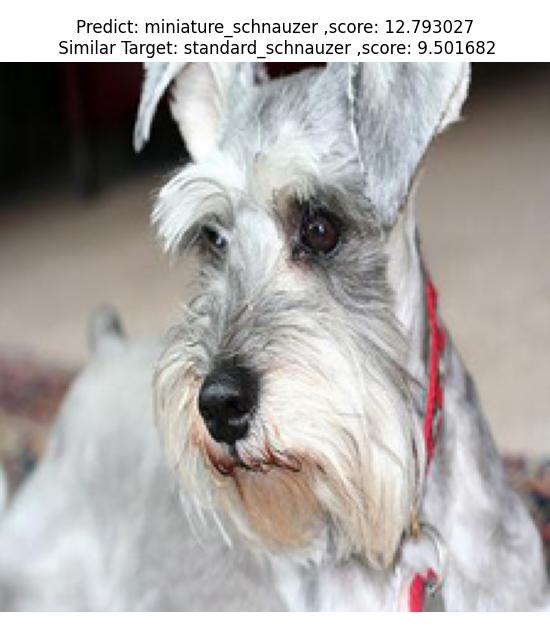 Predict: miniature_schnauzer ,score: 12.793027
Similar Target: standard_schnauzer ,score: 9.501682